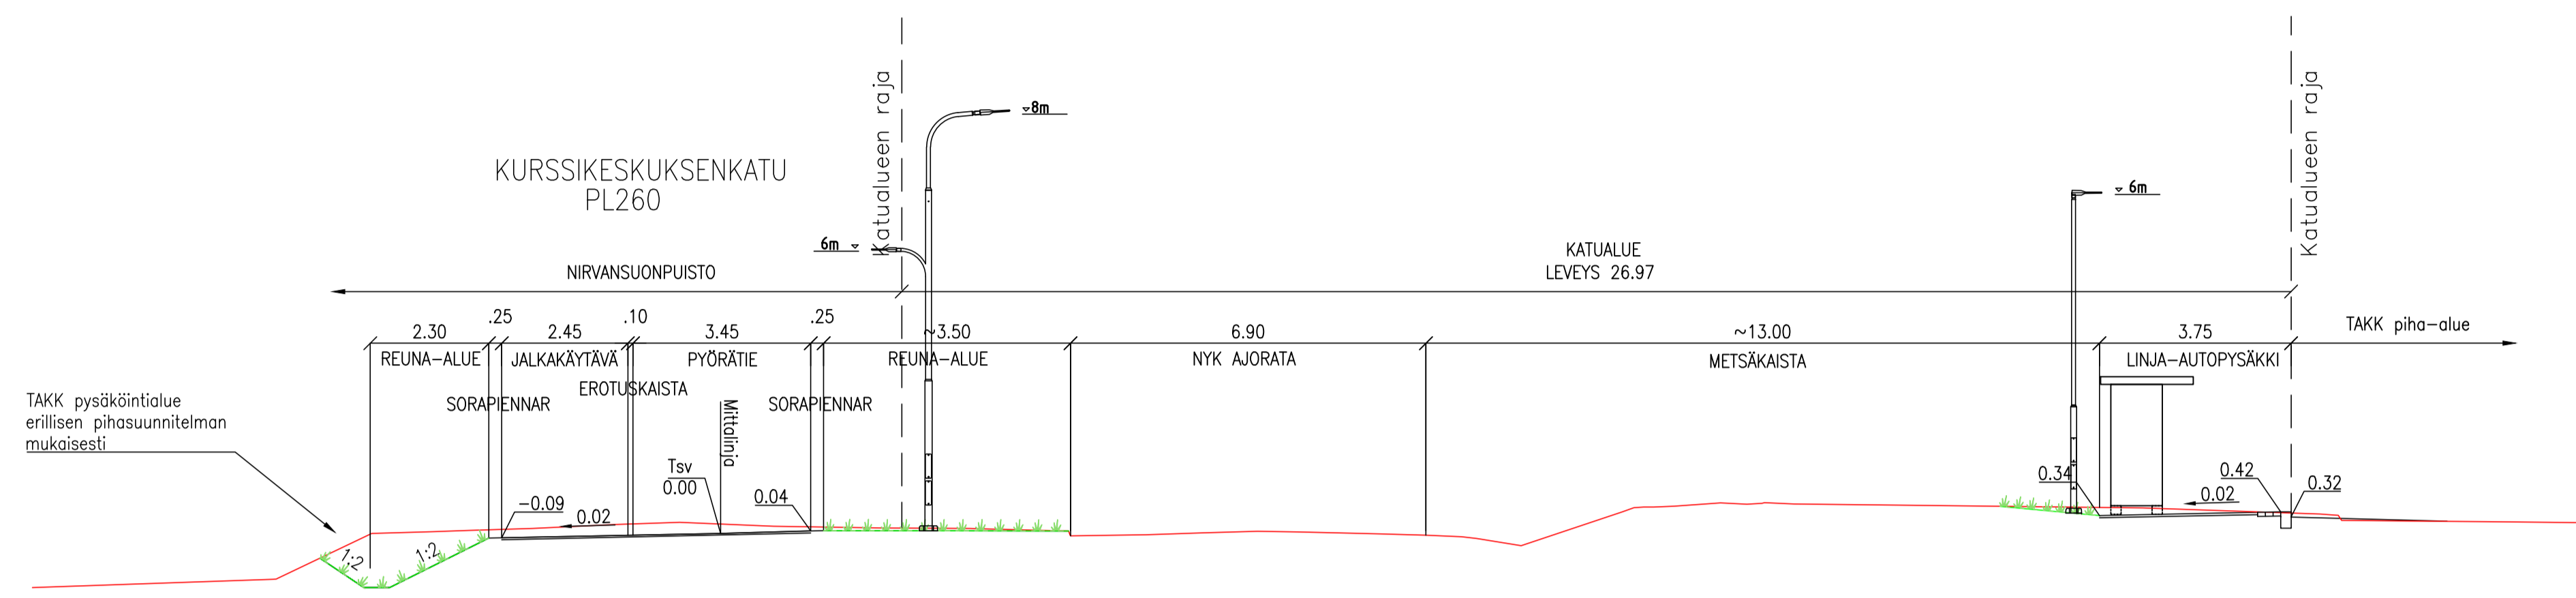 Katualueen raja
Katualueen raja
8m
KURSSIKESKUKSENKATU
PL260
6m
6m
NIRVANSUONPUISTO
KATUALUE
LEVEYS 26.97
.25
.10
.25
2.30
2.45
3.45
~3.50
6.90
~13.00
3.75
TAKK piha-alue
REUNA-ALUE
JALKAKÄYTÄVÄ
PYÖRÄTIE
REUNA-ALUE
NYK AJORATA
METSÄKAISTA
LINJA-AUTOPYSÄKKI
EROTUSKAISTA
SORAPIENNAR
SORAPIENNAR
TAKK pysäköintialue
erillisen pihasuunnitelman
mukaisesti
Mittalinja
Tsv
0.00
-0.09
0.02
0.04
0.34
0.42
0.02
0.32
1:2
1:2